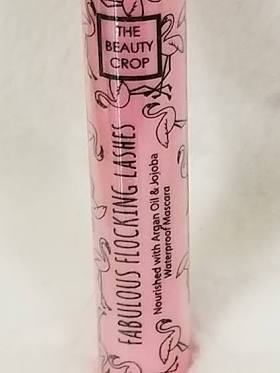 THE
BEAUTY
CROP
FABULOUS FLOCKING LASHES
Nourished with Argan Oil & Jojoba
Waterproof Mascara